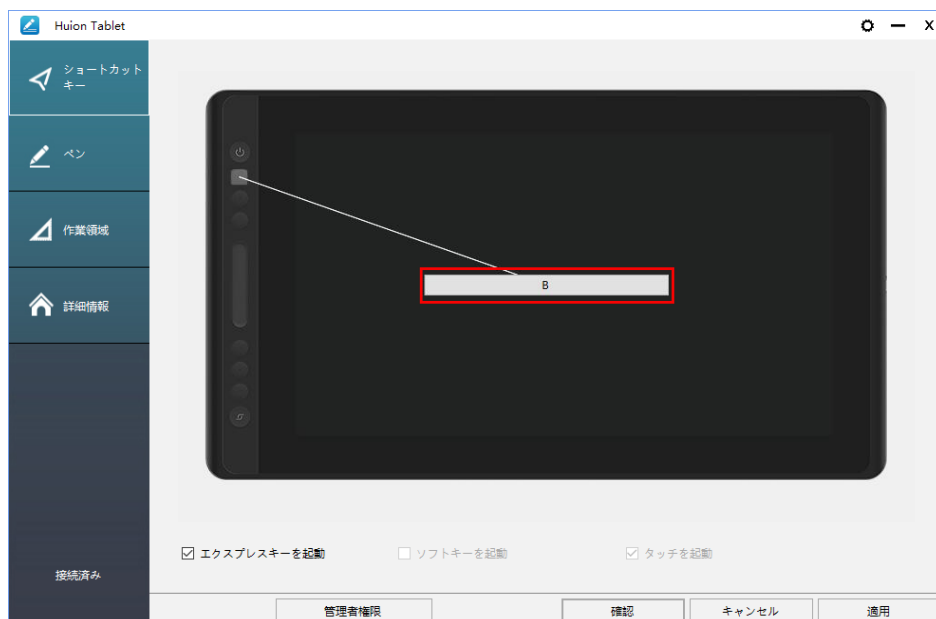 Huion Tablet
ショートカット
キー
ペン
作業領域
詳細情報
接続済み
B
エクスプレスキーを起動
ソフトキーを起動
タッチを起動
管理者権限
確認
キャンセル
適用